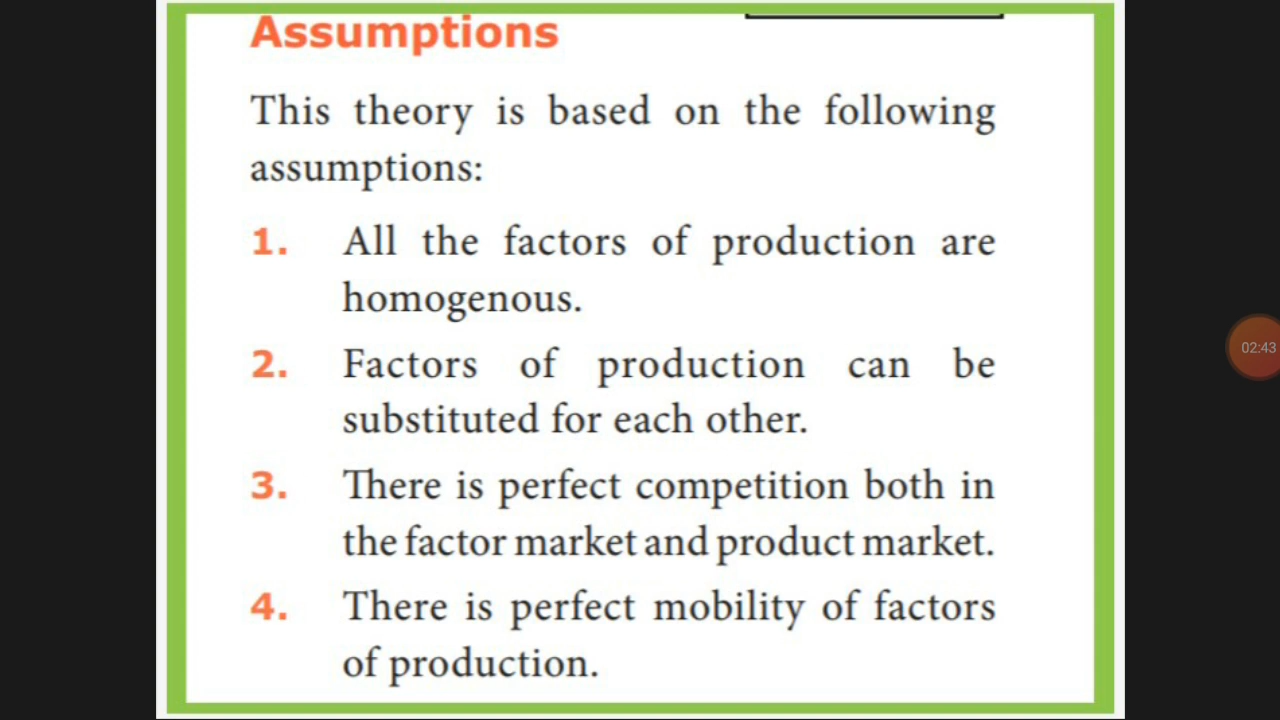 Assumptions
This theory is based on the following
assumptions:
1. All the factors of production are
homogenous.
2. Factors of production can be
substituted for each other.
3. There is perfect competition both in
the factor market and product market.
4. There is perfect mobility of factors
of production.
02:43